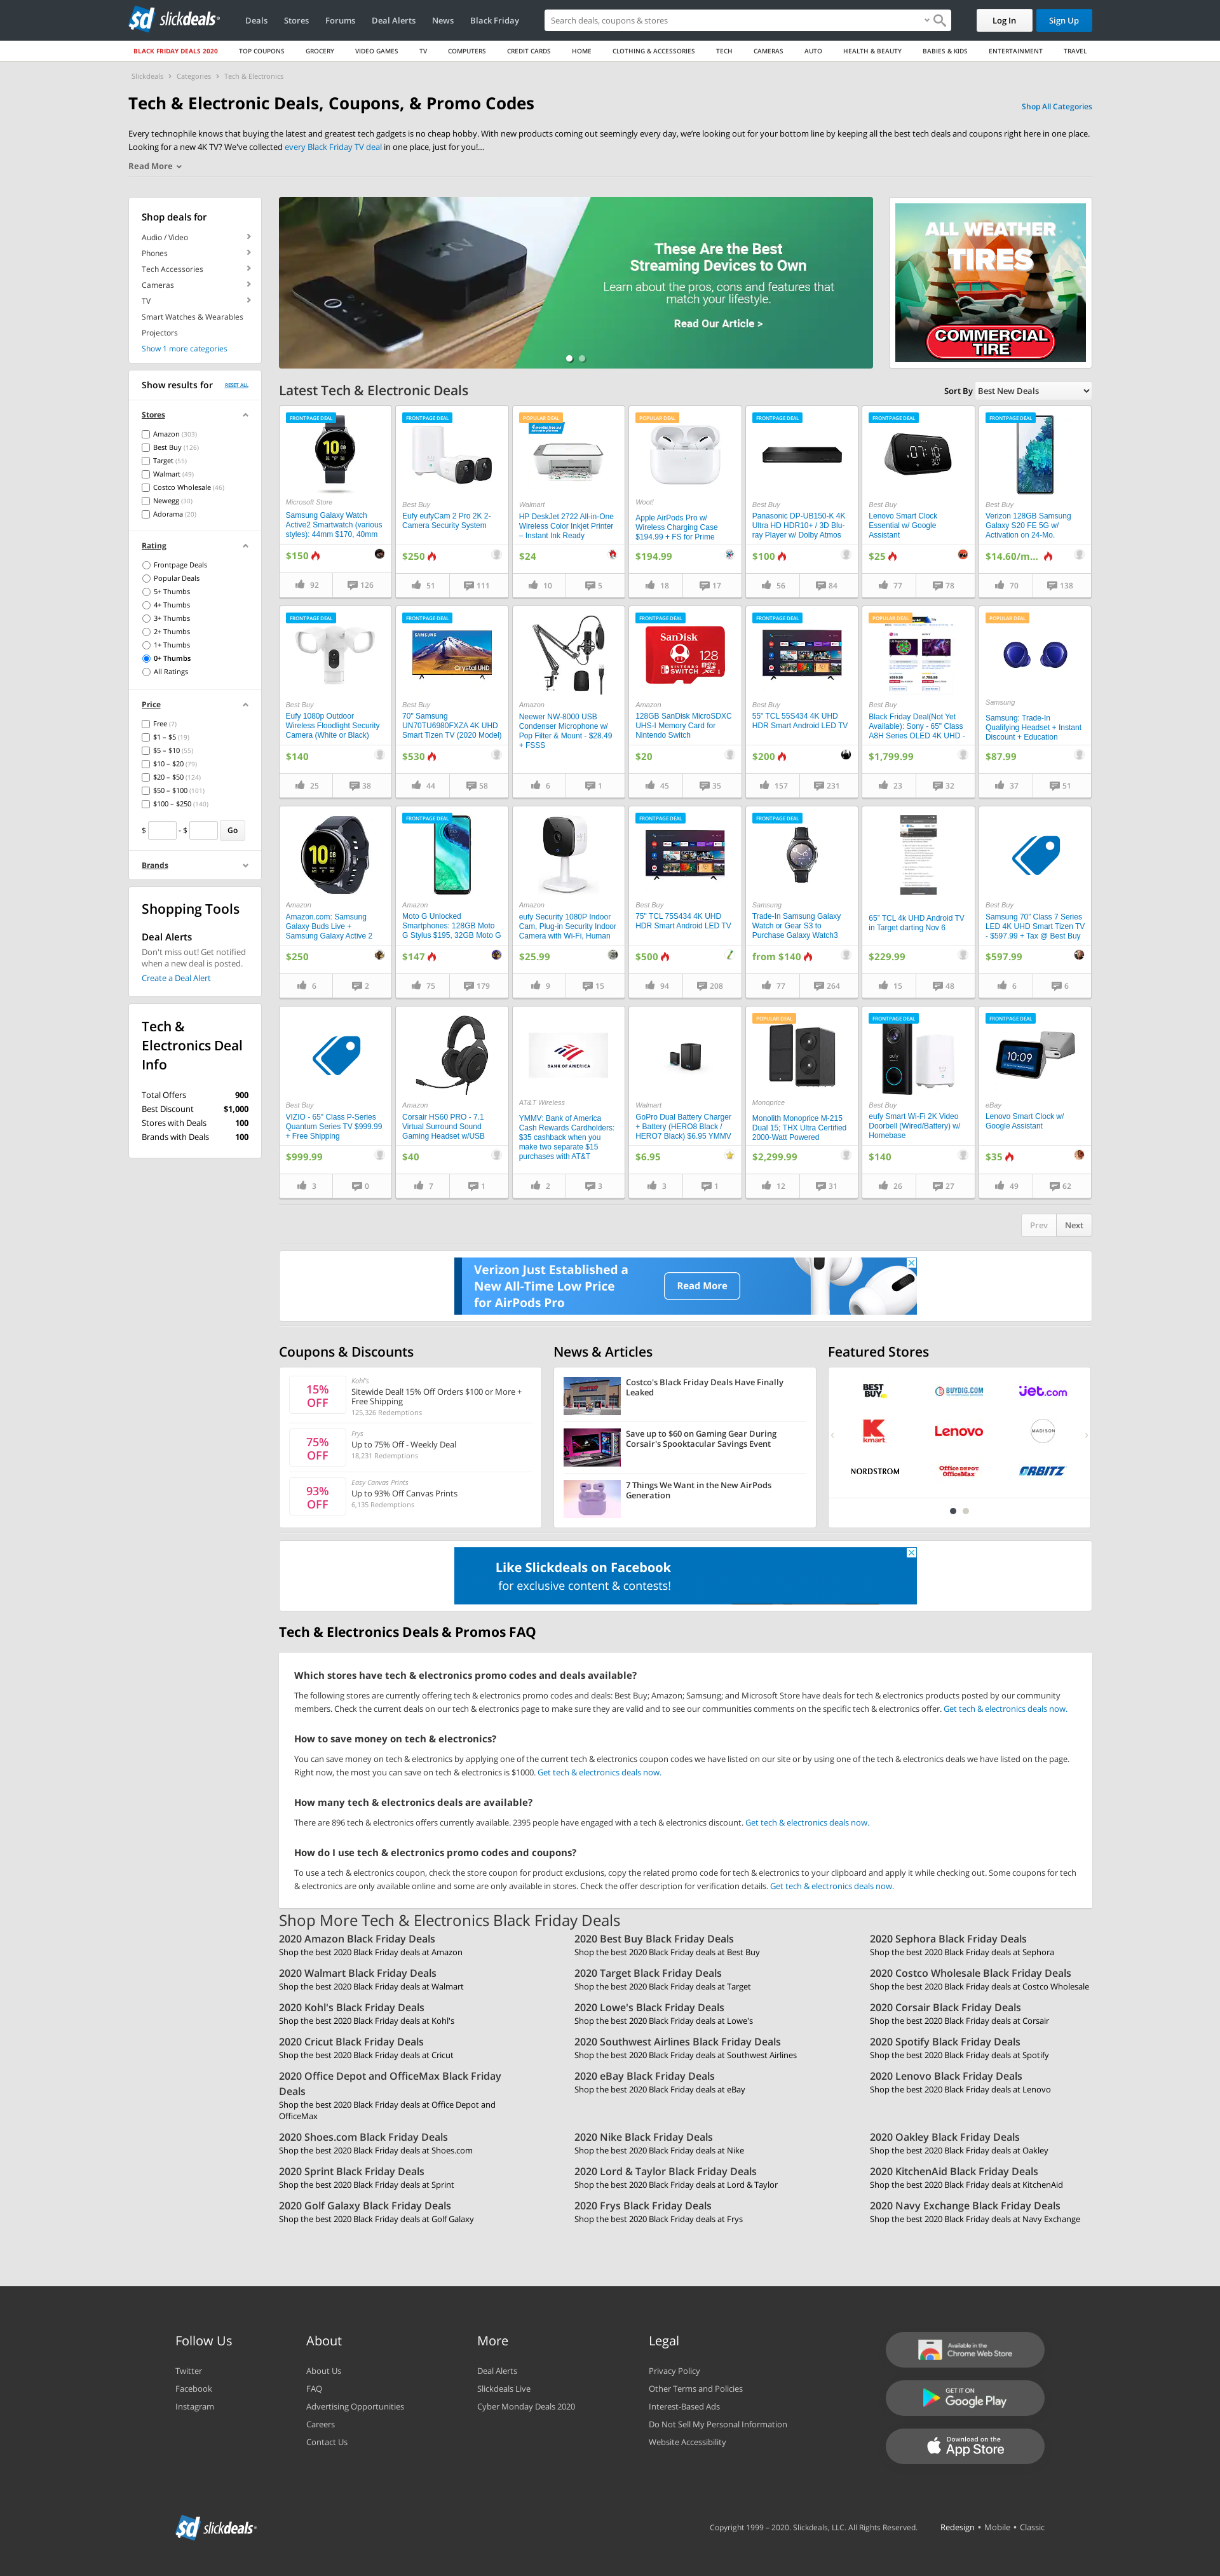 slickdeals
Deals Stores Forums Deal Alerts News Black Friday
Search deals, coupons & stores
Log In Sign Up
BLACK FRIDAY DEALS 2020 TOP COUPONS GROCERY VIDEO GAMES TV COMPUTERS CREDIT CARDS HOME CLOTHING & ACCESSORIES TECH CAMERAS AUTO HEALTH & BEAUTY BABIES & KIDS ENTERTAINMENT TRAVEL
Slickdeals Categories Tech & Electronics
Tech & Electronic Deals, Coupons, & Promo Codes
Shop All Categories
Every technophile knows that buying the latest and greatest tech gadgets is no cheap hobby. With new products coming out seemingly every day, we're looking out for your bottom line by keeping all the best tech deals and coupons right here in one place.
Looking for a new 4K TV? We've collected every Black Friday TV deal in one place, just for you!...
Read More
Shop deals for
Audio / Video
Phones
Tech Accessories
Cameras
TV
Smart Watches & Wearables
Projectors
Show 1 more categories
Show results for RESET ALL
Stores
Amazon (303)
Best Buy (126)
Target (55)
Walmart (49)
Costco Wholesale (46)
Newegg (30)
Adorama (20)
Rating
Frontpage Deals
Popular Deals
5+ Thumbs
4+ Thumbs
3+ Thumbs
2+ Thumbs
1+ Thumbs
0+ Thumbs
All Ratings
Price
Free (7)
$1 – $5 (19)
$5 – $10 (55)
$10 – $20 (79)
$20 – $50 (124)
$50 – $100 (101)
$100 – $250 (140)
$ - $ Go
Brands
Shopping Tools
Deal Alerts
Don't miss out! Get notified
when a new deal is posted.
Create a Deal Alert
Tech &
Electronics Deal
Info
Total Offers 900
Best Discount $1,000
Stores with Deals 100
Brands with Deals 100
tv
These Are the Best
Streaming Devices to Own
Learn about the pros, cons and features that
match your lifestyle.
Read Our Article >
ALL WEATHER
TIRES
COMMERCIAL
TIRE
Latest Tech & Electronic Deals
Sort By Best New Deals
FRONTPAGE DEAL
Microsoft Store
Samsung Galaxy Watch
Active2 Smartwatch (various
styles): 44mm $170, 40mm
$150
92 126
FRONTPAGE DEAL
Best Buy
Eufy eufyCam 2 Pro 2K 2-
Camera Security System
$250
51 111
POPULAR DEAL
Walmart
HP DeskJet 2722 All-in-One
Wireless Color Inkjet Printer
– Instant Ink Ready
$24
10 5
POPULAR DEAL
Woot!
Apple AirPods Pro w/
Wireless Charging Case
$194.99 + FS for Prime
$194.99
18 17
FRONTPAGE DEAL
Best Buy
Panasonic DP-UB150-K 4K
Ultra HD HDR10+ / 3D Blu-
ray Player w/ Dolby Atmos
$100
56 84
FRONTPAGE DEAL
Best Buy
Lenovo Smart Clock
Essential w/ Google
Assistant
$25
77 78
FRONTPAGE DEAL
Best Buy
Verizon 128GB Samsung
Galaxy S20 FE 5G w/
Activation on 24-Mo.
$14.60/m...
70 138
FRONTPAGE DEAL
Best Buy
Eufy 1080p Outdoor
Wireless Floodlight Security
Camera (White or Black)
$140
25 38
FRONTPAGE DEAL
SAMSUNG
Crystal UHD
Best Buy
70" Samsung
UN70TU6980FXZA 4K UHD
Smart Tizen TV (2020 Model)
$530
44 58
Amazon
Neewer NW-8000 USB
Condenser Microphone w/
Pop Filter & Mount - $28.49
+ FSSS
6 1
FRONTPAGE DEAL
SanDisk
128
NINTENDO
SWITCH
Amazon
128GB SanDisk MicroSDXC
UHS-I Memory Card for
Nintendo Switch
$20
45 35
FRONTPAGE DEAL
Best Buy
55" TCL 55S434 4K UHD
HDR Smart Android LED TV
$200
157 231
POPULAR DEAL
Best Buy
Black Friday Deal(Not Yet
Available): Sony - 65" Class
A8H Series OLED 4K UHD -
$1,799.99
23 32
POPULAR DEAL
Samsung
Samsung: Trade-In
Qualifying Headset + Instant
Discount + Education
$87.99
37 51
Amazon
Amazon.com: Samsung
Galaxy Buds Live +
Samsung Galaxy Active 2
$250
6 2
FRONTPAGE DEAL
Amazon
Moto G Unlocked
Smartphones: 128GB Moto
G Stylus $195, 32GB Moto G
$147
75 179
Amazon
eufy Security 1080P Indoor
Cam, Plug-in Security Indoor
Camera with Wi-Fi, Human
$25.99
9 15
FRONTPAGE DEAL
Best Buy
75" TCL 75S434 4K UHD
HDR Smart Android LED TV
$500
94 208
FRONTPAGE DEAL
Samsung
Trade-In Samsung Galaxy
Watch or Gear S3 to
Purchase Galaxy Watch3
from $140
77 264
65" TCL 4k UHD Android TV
in Target darting Nov 6
$229.99
15 48
Best Buy
Samsung 70" Class 7 Series
LED 4K UHD Smart Tizen TV
- $597.99 + Tax @ Best Buy
$597.99
6 6
Best Buy
VIZIO - 65" Class P-Series
Quantum Series TV $999.99
+ Free Shipping
$999.99
3 0
Amazon
Corsair HS60 PRO - 7.1
Virtual Surround Sound
Gaming Headset w/USB
$40
7 1
BANK OF AMERICA
AT&T Wireless
YMMV: Bank of America
Cash Rewards Cardholders:
$35 cashback when you
make two separate $15
purchases with AT&T
2 3
Walmart
GoPro Dual Battery Charger
+ Battery (HERO8 Black /
HERO7 Black) $6.95 YMMV
$6.95
3 1
POPULAR DEAL
Monoprice
Monolith Monoprice M-215
Dual 15; THX Ultra Certified
2000-Watt Powered
$2,299.99
12 31
FRONTPAGE DEAL
Best Buy
eufy Smart Wi-Fi 2K Video
Doorbell (Wired/Battery) w/
Homebase
$140
26 27
FRONTPAGE DEAL
10:09
eBay
Lenovo Smart Clock w/
Google Assistant
$35
49 62
Prev Next
Verizon Just Established a
New All-Time Low Price
for AirPods Pro
Read More
Coupons & Discounts
15%
OFF
Kohl's
Sitewide Deal! 15% Off Orders $100 or More +
Free Shipping
125,326 Redemptions
75%
OFF
Frys
Up to 75% Off - Weekly Deal
18,231 Redemptions
93%
OFF
Easy Canvas Prints
Up to 93% Off Canvas Prints
6,135 Redemptions
News & Articles
Costco's Black Friday Deals Have Finally
Leaked
Save up to $60 on Gaming Gear During
Corsair's Spooktacular Savings Event
7 Things We Want in the New AirPods
Generation
Featured Stores
BEST BUY BUYDIG.COM jet.com
kmart Lenovo MADISON
NORDSTROM Office DEPOT OfficeMax ORBITZ
Like Slickdeals on Facebook
for exclusive content & contests!
Tech & Electronics Deals & Promos FAQ
Which stores have tech & electronics promo codes and deals available?
The following stores are currently offering tech & electronics promo codes and deals: Best Buy; Amazon; Samsung; and Microsoft Store have deals for tech & electronics products posted by our community
members. Check the current deals on our tech & electronics page to make sure they are valid and to see our communities comments on the specific tech & electronics offer. Get tech & electronics deals now.
How to save money on tech & electronics?
You can save money on tech & electronics by applying one of the current tech & electronics coupon codes we have listed on our site or by using one of the tech & electronics deals we have listed on the page.
Right now, the most you can save on tech & electronics is $1000. Get tech & electronics deals now.
How many tech & electronics deals are available?
There are 896 tech & electronics offers currently available. 2395 people have engaged with a tech & electronics discount. Get tech & electronics deals now.
How do I use tech & electronics promo codes and coupons?
To use a tech & electronics coupon, check the store coupon for product exclusions, copy the related promo code for tech & electronics to your clipboard and apply it while checking out. Some coupons for tech
& electronics are only available online and some are only available in stores. Check the offer description for verification details. Get tech & electronics deals now.
Shop More Tech & Electronics Black Friday Deals
2020 Amazon Black Friday Deals
Shop the best 2020 Black Friday deals at Amazon
2020 Best Buy Black Friday Deals
Shop the best 2020 Black Friday deals at Best Buy
2020 Sephora Black Friday Deals
Shop the best 2020 Black Friday deals at Sephora
2020 Walmart Black Friday Deals
Shop the best 2020 Black Friday deals at Walmart
2020 Target Black Friday Deals
Shop the best 2020 Black Friday deals at Target
2020 Costco Wholesale Black Friday Deals
Shop the best 2020 Black Friday deals at Costco Wholesale
2020 Kohl's Black Friday Deals
Shop the best 2020 Black Friday deals at Kohl's
2020 Lowe's Black Friday Deals
Shop the best 2020 Black Friday deals at Lowe's
2020 Corsair Black Friday Deals
Shop the best 2020 Black Friday deals at Corsair
2020 Cricut Black Friday Deals
Shop the best 2020 Black Friday deals at Cricut
2020 Southwest Airlines Black Friday Deals
Shop the best 2020 Black Friday deals at Southwest Airlines
2020 Spotify Black Friday Deals
Shop the best 2020 Black Friday deals at Spotify
2020 Office Depot and OfficeMax Black Friday
Deals
Shop the best 2020 Black Friday deals at Office Depot and
OfficeMax
2020 eBay Black Friday Deals
Shop the best 2020 Black Friday deals at eBay
2020 Lenovo Black Friday Deals
Shop the best 2020 Black Friday deals at Lenovo
2020 Shoes.com Black Friday Deals
Shop the best 2020 Black Friday deals at Shoes.com
2020 Nike Black Friday Deals
Shop the best 2020 Black Friday deals at Nike
2020 Oakley Black Friday Deals
Shop the best 2020 Black Friday deals at Oakley
2020 Sprint Black Friday Deals
Shop the best 2020 Black Friday deals at Sprint
2020 Lord & Taylor Black Friday Deals
Shop the best 2020 Black Friday deals at Lord & Taylor
2020 KitchenAid Black Friday Deals
Shop the best 2020 Black Friday deals at KitchenAid
2020 Golf Galaxy Black Friday Deals
Shop the best 2020 Black Friday deals at Golf Galaxy
2020 Frys Black Friday Deals
Shop the best 2020 Black Friday deals at Frys
2020 Navy Exchange Black Friday Deals
Shop the best 2020 Black Friday deals at Navy Exchange
Follow Us
Twitter
Facebook
Instagram
About
About Us
FAQ
Advertising Opportunities
Careers
Contact Us
More
Deal Alerts
Slickdeals Live
Cyber Monday Deals 2020
Legal
Privacy Policy
Other Terms and Policies
Interest-Based Ads
Do Not Sell My Personal Information
Website Accessibility
Available in the
Chrome Web Store
GET IT ON
Google Play
Download on the
App Store
slickdeals
Copyright 1999 – 2020. Slickdeals, LLC. All Rights Reserved. Redesign • Mobile • Classic